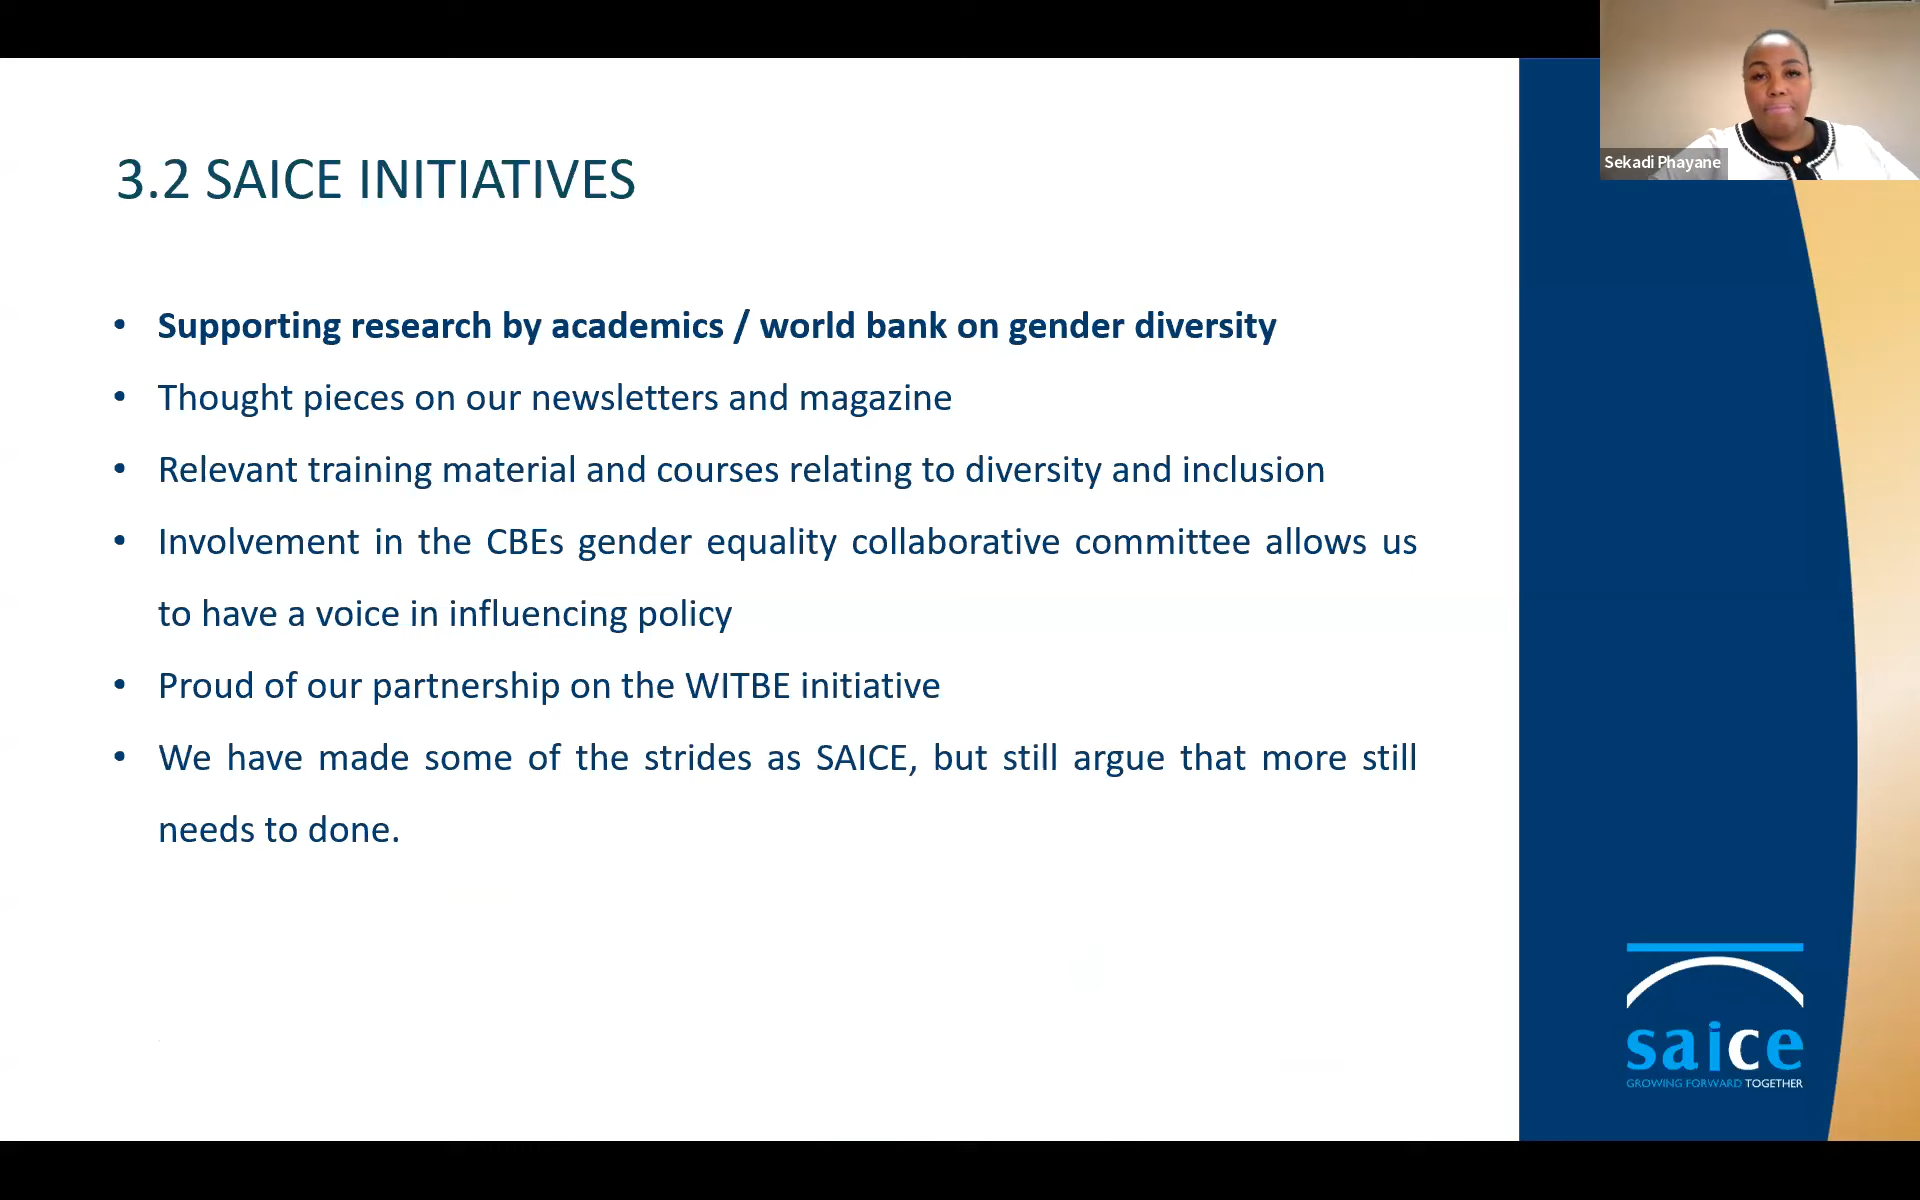 Sekadi Phayane
3.2 SAICE INITIATIVES
• Supporting research by academics / world bank on gender diversity
• Thought pieces on our newsletters and magazine
• Relevant training material and courses relating to diversity and inclusion
• Involvement in the CBEs gender equality collaborative committee allows us
to have a voice in influencing policy
• Proud of our partnership on the WITBE initiative
• We have made some of the strides as SAICE, but still argue that more still
needs to done.
saice
GROWING FORWARD TOGETHER